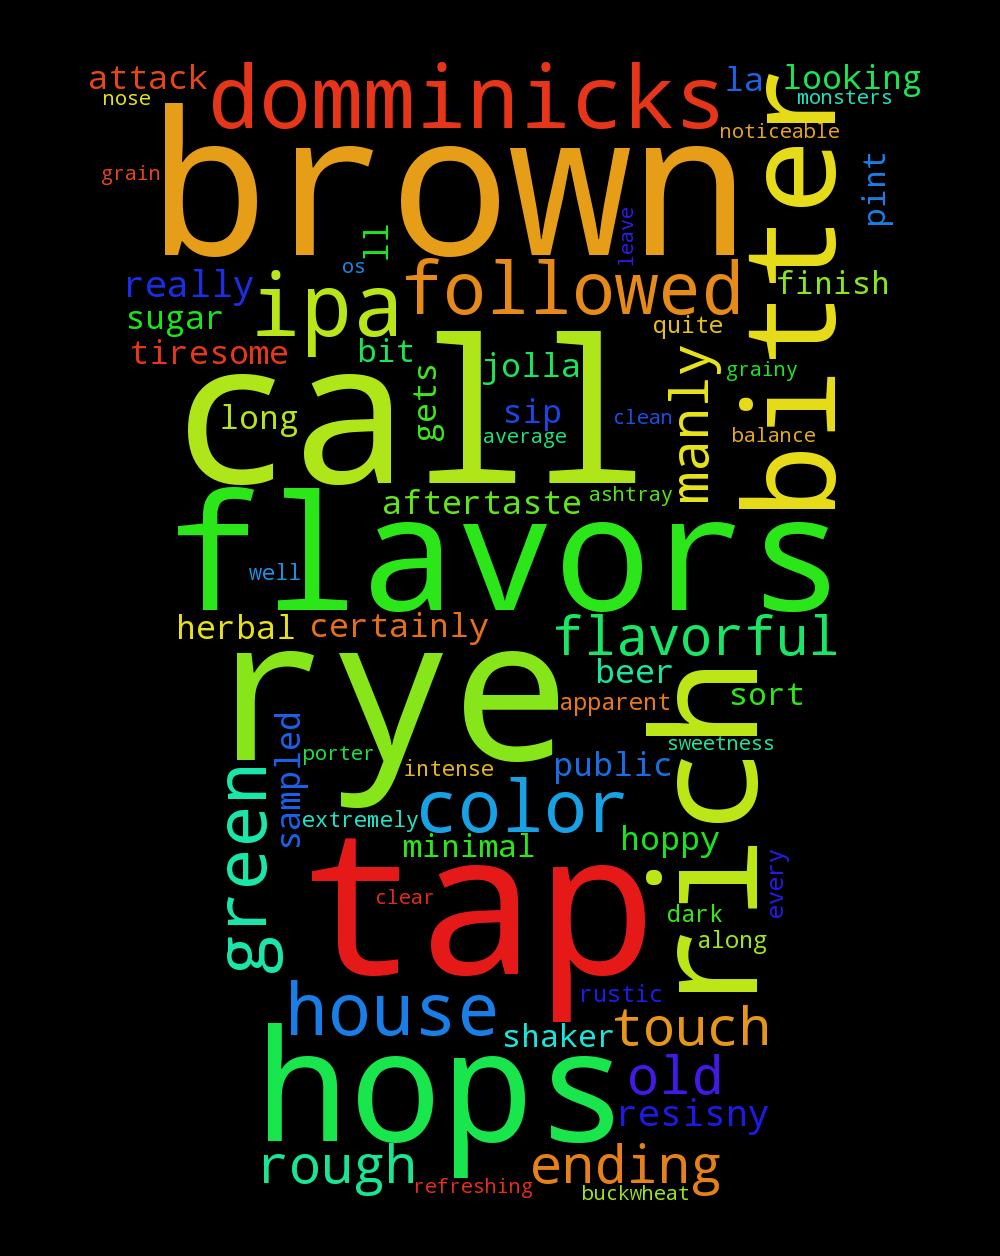 attack
domminicks
la
looking
nose
monsters
brown
bitter
noticeable
grain
pint
leave
ll
os
really
ipa
followed
finish
sugar
quite
tiresome
bit
call
jolla
manly
grainy
gets
long
sip
clean
average
balance
aftertaste
ashtray
flavors
well
herbal
certainly
flavorful
rye
beer
rich
sort
apparent
sampled
porter
sweetness
green
intense
public
color
extremely
minimal
hoppy
tap
every
clear
dark
along
house
rustic
shaker
touch
hops
old
resisny
rough
ending
refreshing
buckwheat